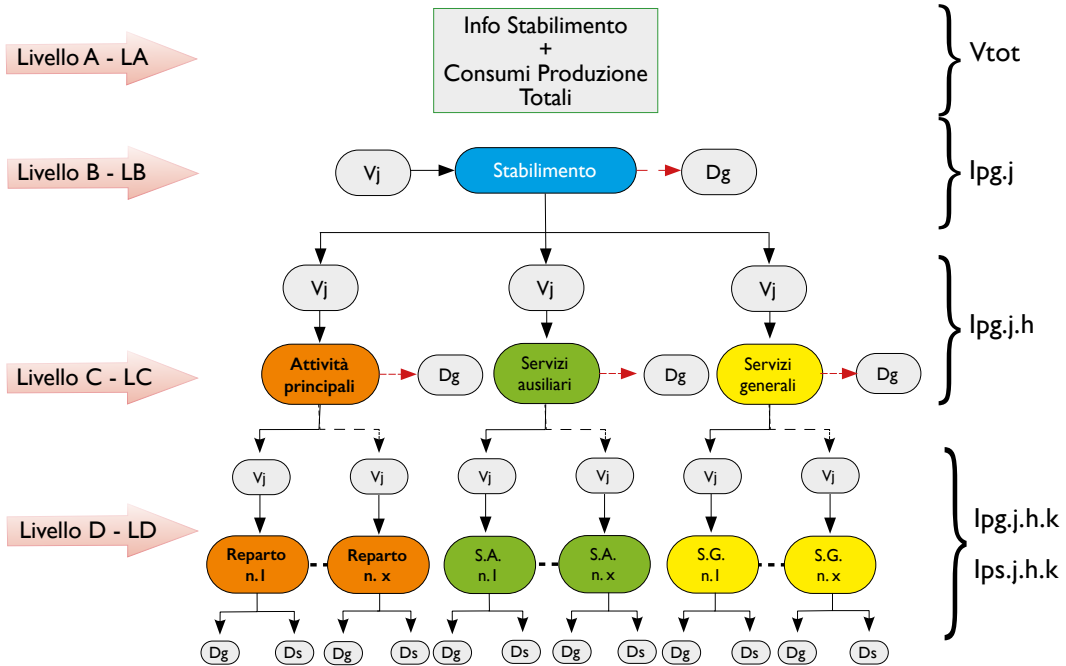 Info Stabilimento
+
Consumi Produzione
Totali
Livello A - LA
Vtot
Livello B - LB
Vj
Stabilimento
Dg
Ipg.j
Vj
Vj
Vj
Ipg.j.h
Livello C - LC
Attività
principali
Dg
Servizi
ausiliari
Dg
Servizi
generali
Dg
Vj
Vj
Vj
Vj
Vj
Vj
Livello D - LD
Reparto
n.1
Reparto
n. x
S.A.
n.1
S.A.
n. x
S.G.
n.1
S.G.
n. x
Ipg.j.h.k
Ips.j.h.k
Dg
Ds
Dg
Ds
Dg
Ds
Dg
Ds
Dg
Ds
Dg
Ds